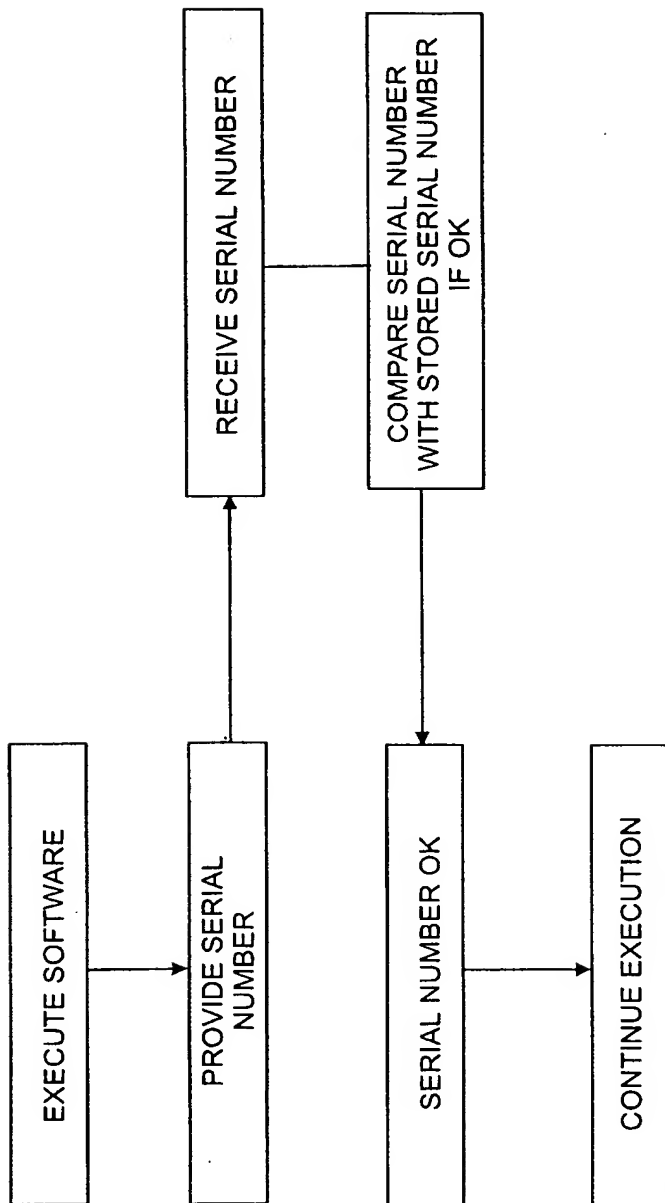 EXECUTE SOFTWARE
PROVIDE SERIAL
NUMBER
RECEIVE SERIAL NUMBER
COMPARE SERIAL NUMBER
WITH STORED SERIAL NUMBER
IF OK
SERIAL NUMBER OK
CONTINUE EXECUTION